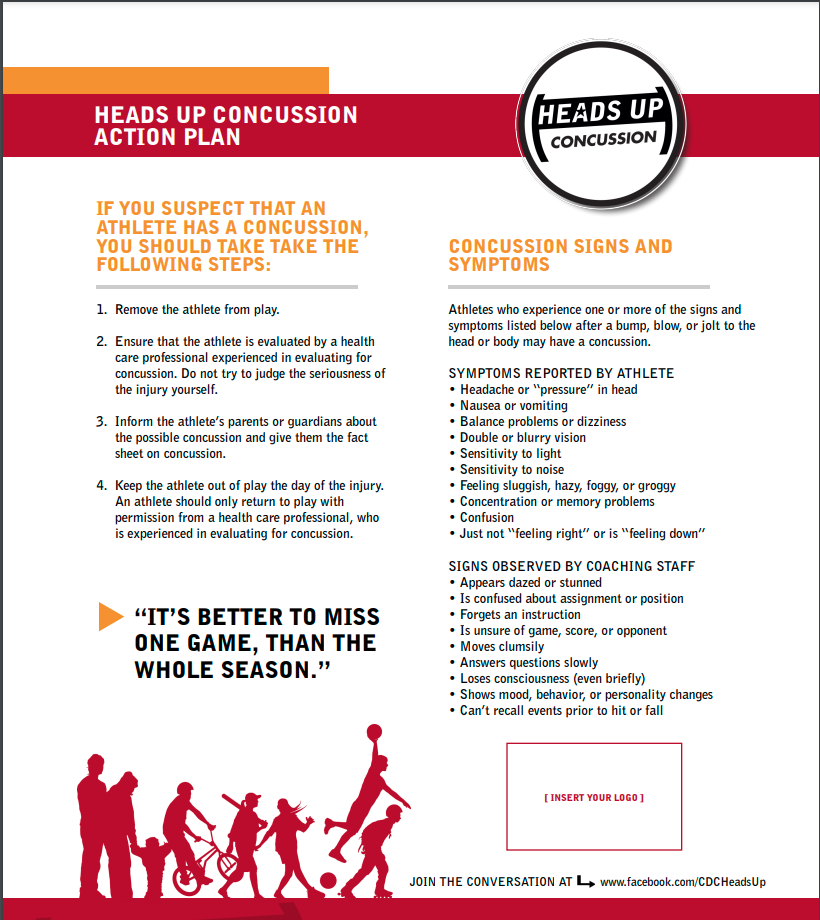 HEADS UP CONCUSSION
ACTION PLAN
HEADS UP
CONCUSSION
IF YOU SUSPECT THAT AN
ATHLETE HAS A CONCUSSION,
YOU SHOULD TAKE TAKE THE
FOLLOWING STEPS:
1. Remove the athlete from play.
2. Ensure that the athlete is evaluated by a health
care professional experienced in evaluating for
concussion. Do not try to judge the seriousness of
the injury yourself.
3. Inform the athlete's parents or guardians about
the possible concussion and give them the fact
sheet on concussion.
4. Keep the athlete out of play the day of the injury.
An athlete should only return to play with
permission from a health care professional, who
is experienced in evaluating for concussion.
“IT’S BETTER TO MISS
ONE GAME, THAN THE
WHOLE SEASON.”
CONCUSSION SIGNS AND
SYMPTOMS
Athletes who experience one or more of the signs and
symptoms listed below after a bump, blow, or jolt to the
head or body may have a concussion.
SYMPTOMS REPORTED BY ATHLETE
• Headache or “pressure” in head
• Nausea or vomiting
• Balance problems or dizziness
• Double or blurry vision
• Sensitivity to light
• Sensitivity to noise
• Feeling sluggish, hazy, foggy, or groggy
• Concentration or memory problems
• Confusion
• Just not “feeling right” or is “feeling down”
SIGNS OBSERVED BY COACHING STAFF
• Appears dazed or stunned
• Is confused about assignment or position
• Forgets an instruction
• Is unsure of game, score, or opponent
• Moves clumsily
• Answers questions slowly
• Loses consciousness (even briefly)
• Shows mood, behavior, or personality changes
• Can’t recall events prior to hit or fall
[ INSERT YOUR LOGO ]
JOIN THE CONVERSATION AT www.facebook.com/CDCHeadsUp